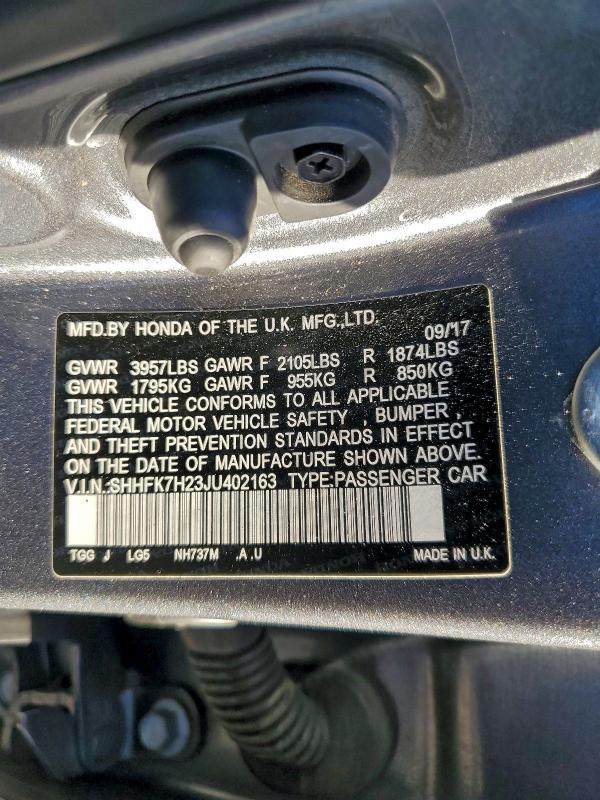 MFD.BY HONDA OF THE U.K. MFG.,LTD. 09/17
GVWR 3957LBS GAWR F 2105LBS R 1874LBS
GVWR 1795KG GAWR F 955KG R 850KG
THIS VEHICLE CONFORMS TO ALL APPLICABLE
FEDERAL MOTOR VEHICLE SAFETY , BUMPER ,
AND THEFT PREVENTION STANDARDS IN EFFECT
ON THE DATE OF MANUFACTURE SHOWN ABOVE.
V.I.N.:SHHFK7H23JU402163 TYPE:PASSENGER CAR
TGG J LG5 NH737M .A ,U MADE IN U.K.